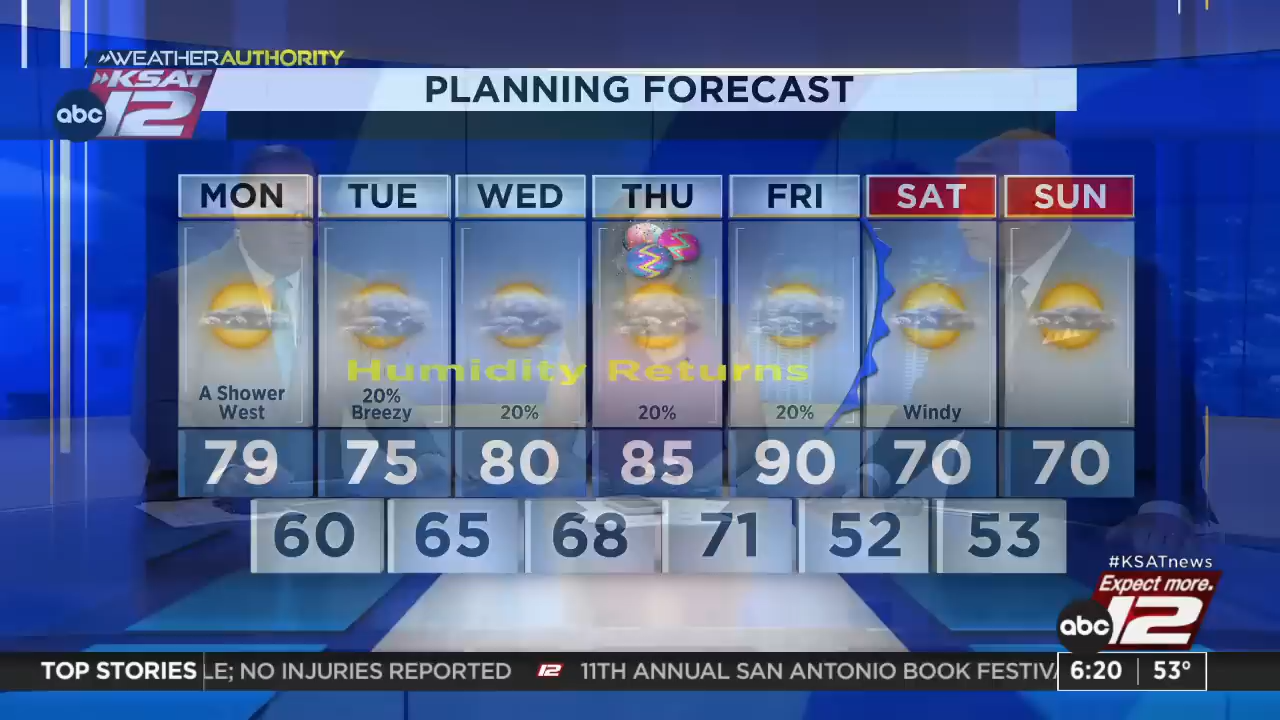 WEATHERAUTHORITY
KSAT
abc 12
PLANNING FORECAST
MON TUE WED THU FRI SAT SUN
A Shower
West
20%
Breezy
20%
20%
20%
Windy
Humidity Returns
79 75 80 85 90 70 70
60 65 68 71 52 53
#KSATnews
Expect more.
abc 12
TOP STORIES LE; NO INJURIES REPORTED 12 11TH ANNUAL SAN ANTONIO BOOK FESTIVA 6:20 53°